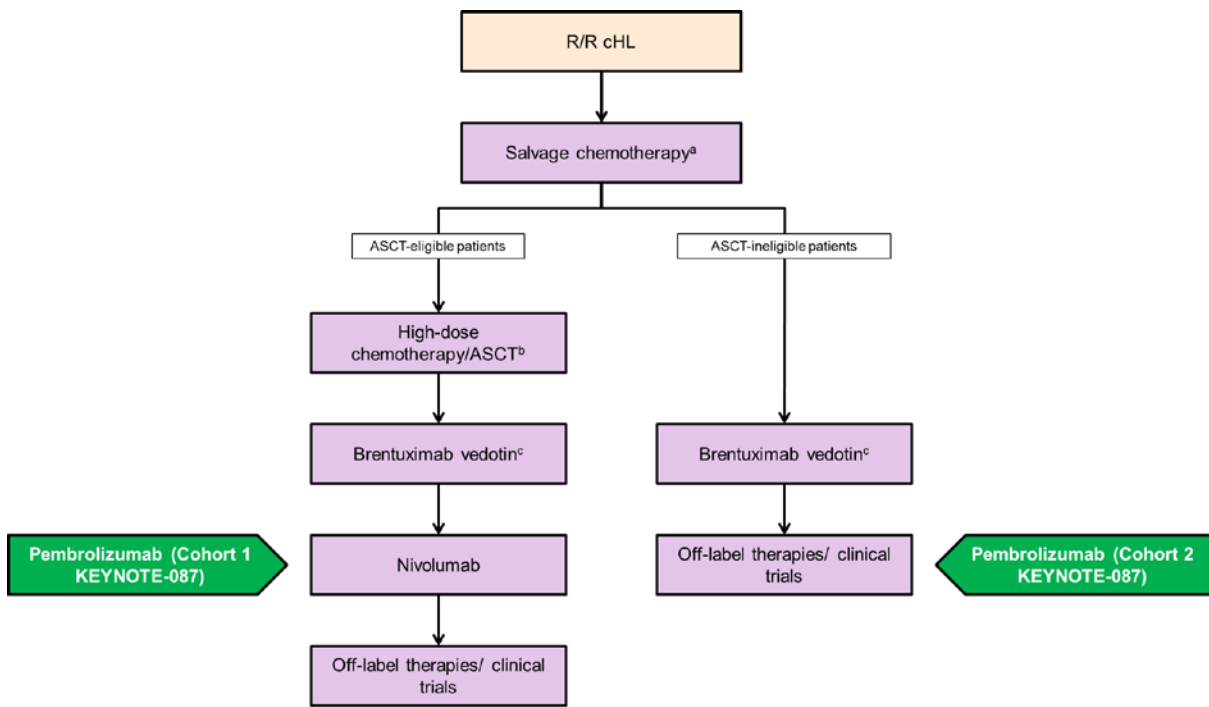 R/R cHL
Salvage chemotherapyᵃ
ASCT-eligible patients
ASCT-ineligible patients
High-dose
chemotherapy/ASCTᵇ
Brentuximab vedotinᶜ
Brentuximab vedotinᶜ
Pembrolizumab (Cohort 1
KEYNOTE-087)
Nivolumab
Off-label therapies/ clinical
trials
Pembrolizumab (Cohort 2
KEYNOTE-087)
Off-label therapies/ clinical
trials